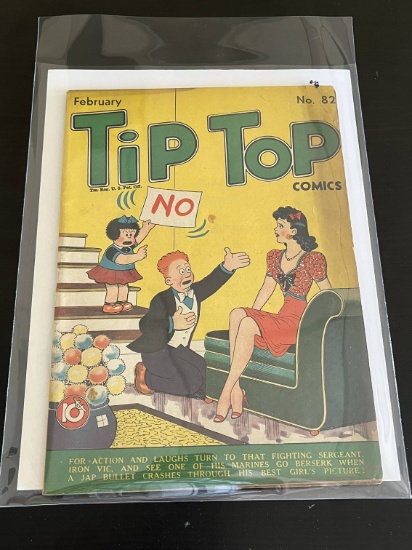 February
No. 82
TIP TOP
Tm. Reg. U. S. Pat. Off.
COMICS
NO
10¢
FOR ACTION AND LAUGHS TURN TO THAT FIGHTING SERGEANT,
IRON VIC, AND SEE ONE OF HIS MARINES GO BERSERK WHEN
A JAP BULLET CRASHES THROUGH HIS BEST GIRL'S PICTURE!